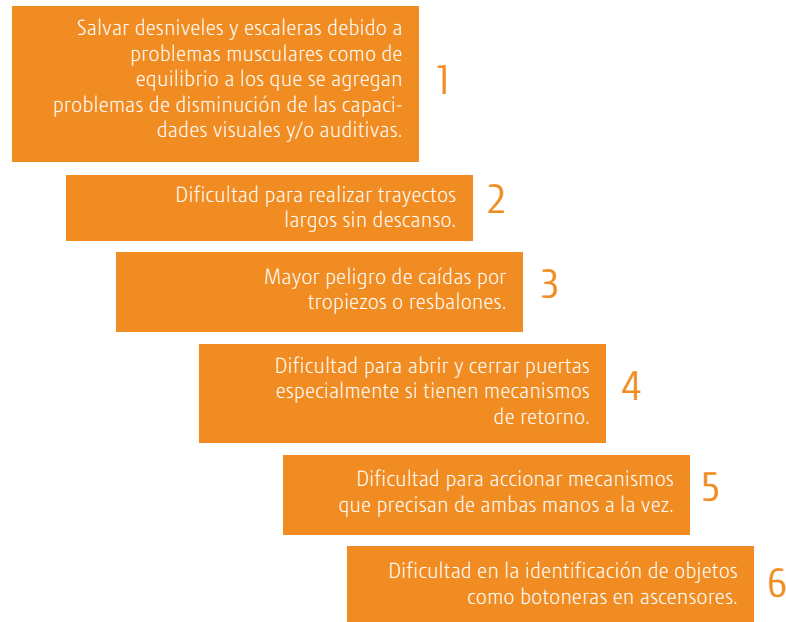 Salvar desniveles y escaleras debido a
problemas musculares como de
equilibrio a los que se agregan
problemas de disminución de las capaci-
dades visuales y/o auditivas.
1
Dificultad para realizar trayectos
largos sin descanso.
2
Mayor peligro de caídas por
tropiezos o resbalones.
3
Dificultad para abrir y cerrar puertas
especialmente si tienen mecanismos
de retorno.
4
Dificultad para accionar mecanismos
que precisan de ambas manos a la vez.
5
Dificultad en la identificación de objetos
como botoneras en ascensores.
6